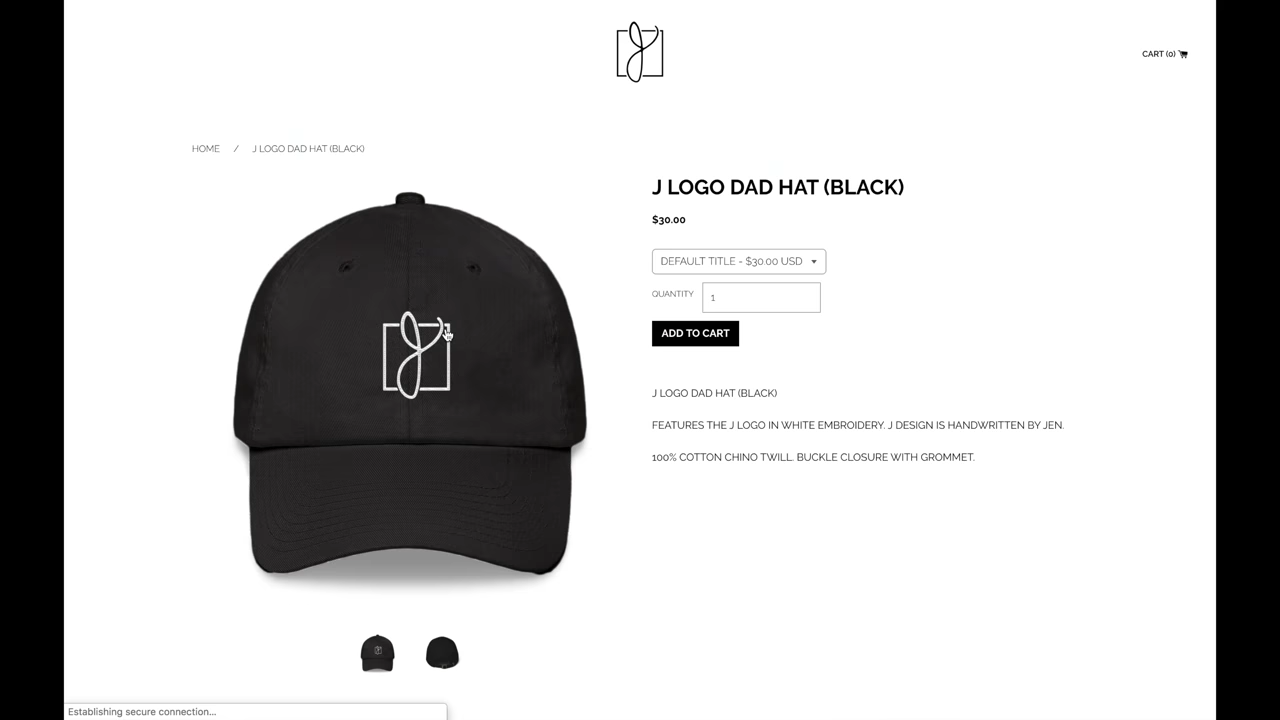 CART (0)
HOME / J LOGO DAD HAT (BLACK)
J LOGO DAD HAT (BLACK)
$30.00
DEFAULT TITLE - $30.00 USD
QUANTITY 1
ADD TO CART
J LOGO DAD HAT (BLACK)
FEATURES THE J LOGO IN WHITE EMBROIDERY. J DESIGN IS HANDWRITTEN BY JEN.
100% COTTON CHINO TWILL. BUCKLE CLOSURE WITH GROMMET.
Establishing secure connection...